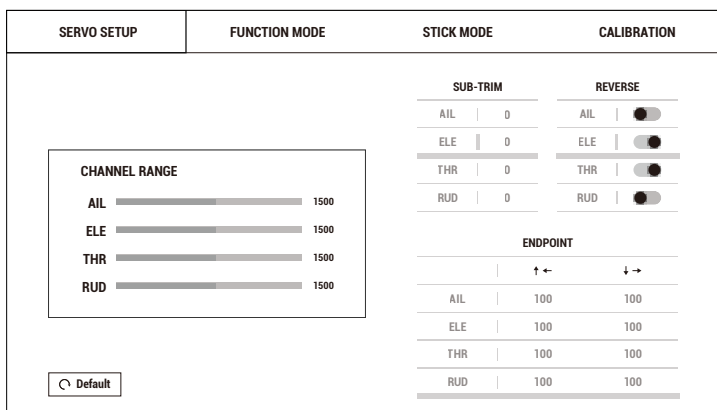 SERVO SETUP FUNCTION MODE STICK MODE CALIBRATION
SUB-TRIM REVERSE
AIL 0 AIL
ELE 0 ELE
THR 0 THR
RUD 0 RUD
CHANNEL RANGE
AIL 1500
ELE 1500
THR 1500
RUD 1500
ENDPOINT
↑ ← ↓ →
AIL 100 100
ELE 100 100
THR 100 100
RUD 100 100
Default